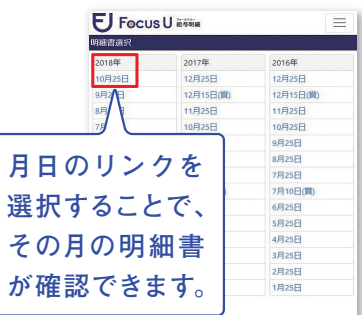 Focus U 給与明細
明細書選択
2018年 2017年 2016年
10月25日 12月25日 12月25日
9月25日 12月15日(賞) 12月15日(賞)
8月 11月25日 11月25日
7月 10月25日 10月25日
9月25日
8月25日
7月25日
7月10日(賞)
6月25日
5月25日
4月25日
3月25日
2月25日
1月25日
月日のリンクを
選択することで、
その月の明細書
が確認できます。